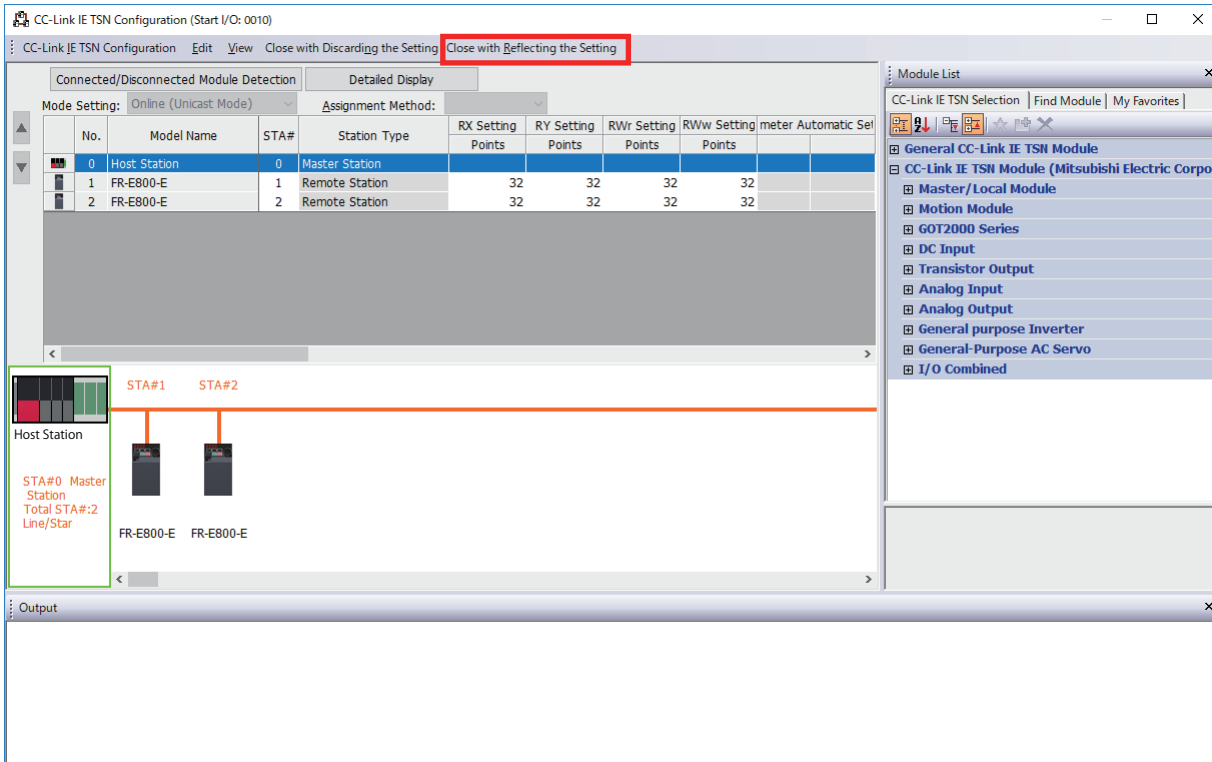 CC-Link IE TSN Configuration (Start I/O: 0010)
CC-Link IE TSN Configuration Edit View Close with Discarding the Setting Close with Reflecting the Setting
Connected/Disconnected Module Detection Detailed Display
Mode Setting: Online (Unicast Mode) Assignment Method:
No. Model Name STA# Station Type RX Setting RY Setting RWr Setting RWw Setting meter Automatic Set
Points Points Points Points
0 Host Station 0 Master Station
1 FR-E800-E 1 Remote Station 32 32 32 32
2 FR-E800-E 2 Remote Station 32 32 32 32
STA#1 STA#2
Host Station
STA#0 Master
Station
Total STA#:2
Line/Star
FR-E800-E FR-E800-E
Module List
CC-Link IE TSN Selection Find Module My Favorites
General CC-Link IE TSN Module
CC-Link IE TSN Module (Mitsubishi Electric Corpo
Master/Local Module
Motion Module
GOT2000 Series
DC Input
Transistor Output
Analog Input
Analog Output
General purpose Inverter
General-Purpose AC Servo
I/O Combined
Output